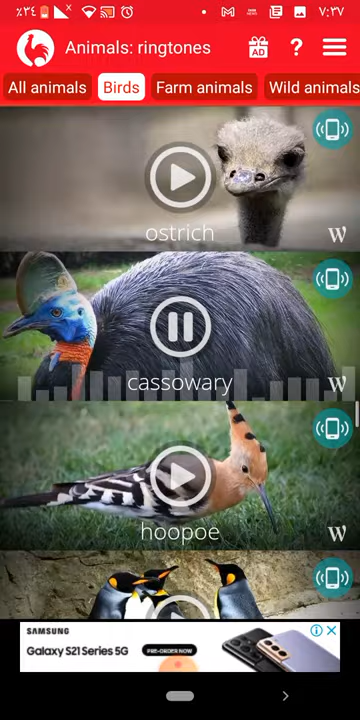 ٪٣٤ ٧:٣٧
Animals: ringtones
AD
?
All animals Birds Farm animals Wild animals
ostrich
W
cassowary
W
hoopoe
W
SAMSUNG
Galaxy S21 Series 5G
PRE-ORDER NOW